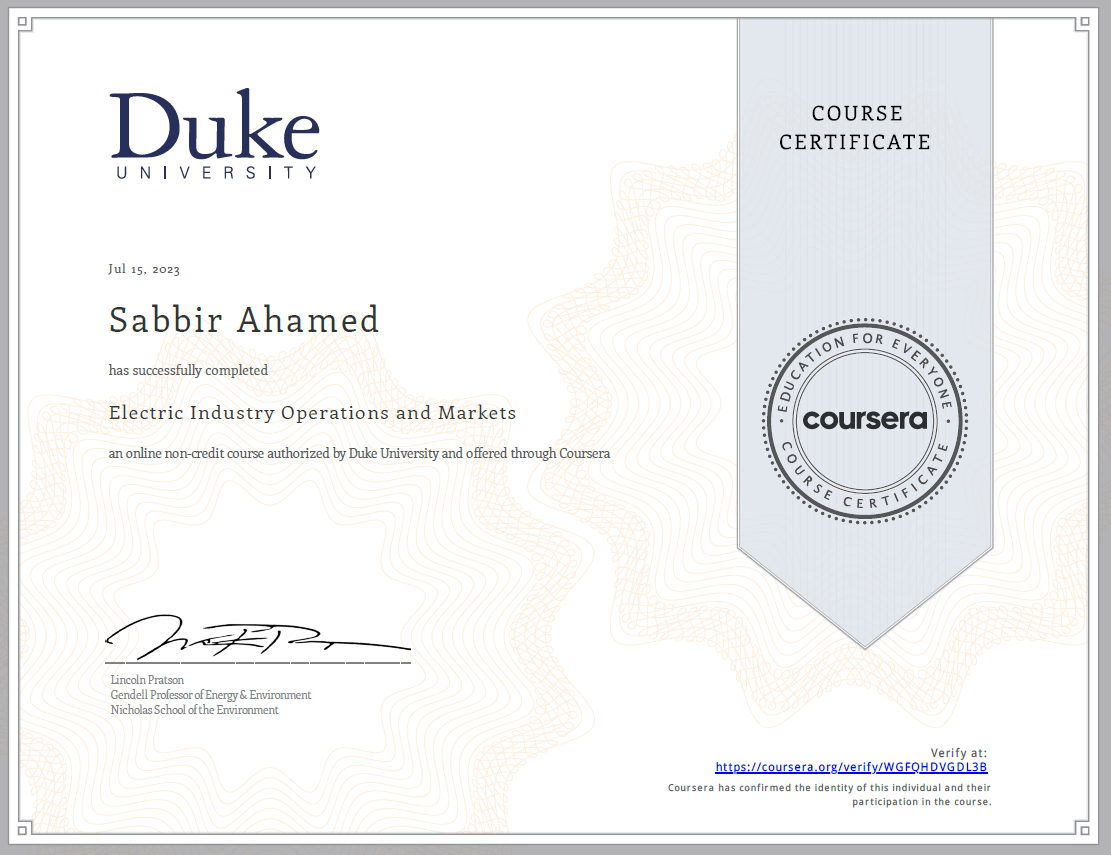 Duke
UNIVERSITY
COURSE
CERTIFICATE
Jul 15, 2023
Sabbir Ahamed
has successfully completed
Electric Industry Operations and Markets
an online non-credit course authorized by Duke University and offered through Coursera
EDUCATION FOR EVERYONE
coursera
COURSE CERTIFICATE
Lincoln Pratson
Gendell Professor of Energy & Environment
Nicholas School of the Environment
Verify at:
https://coursera.org/verify/WGFQHDVGDL3B
Coursera has confirmed the identity of this individual and their
participation in the course.